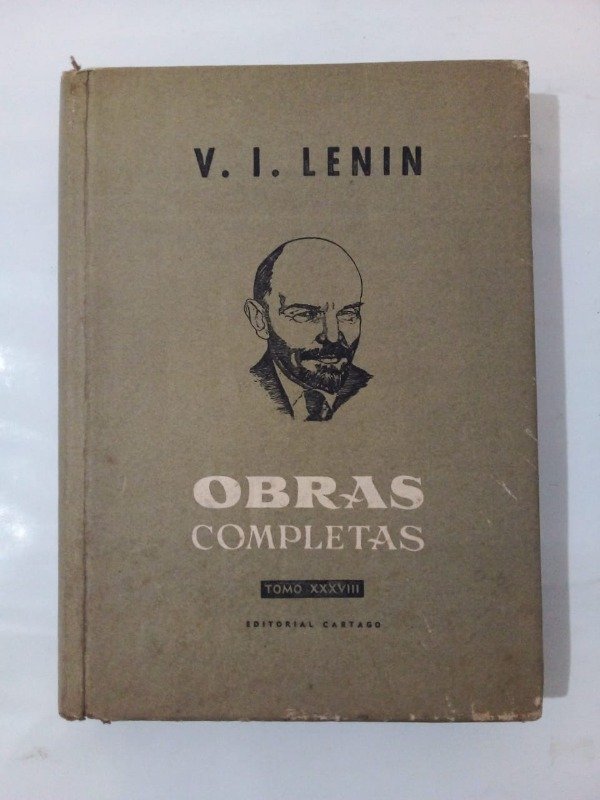 V. I. LENIN
OBRAS
COMPLETAS
TOMO XXXVIII
EDITORIAL CARTAGO